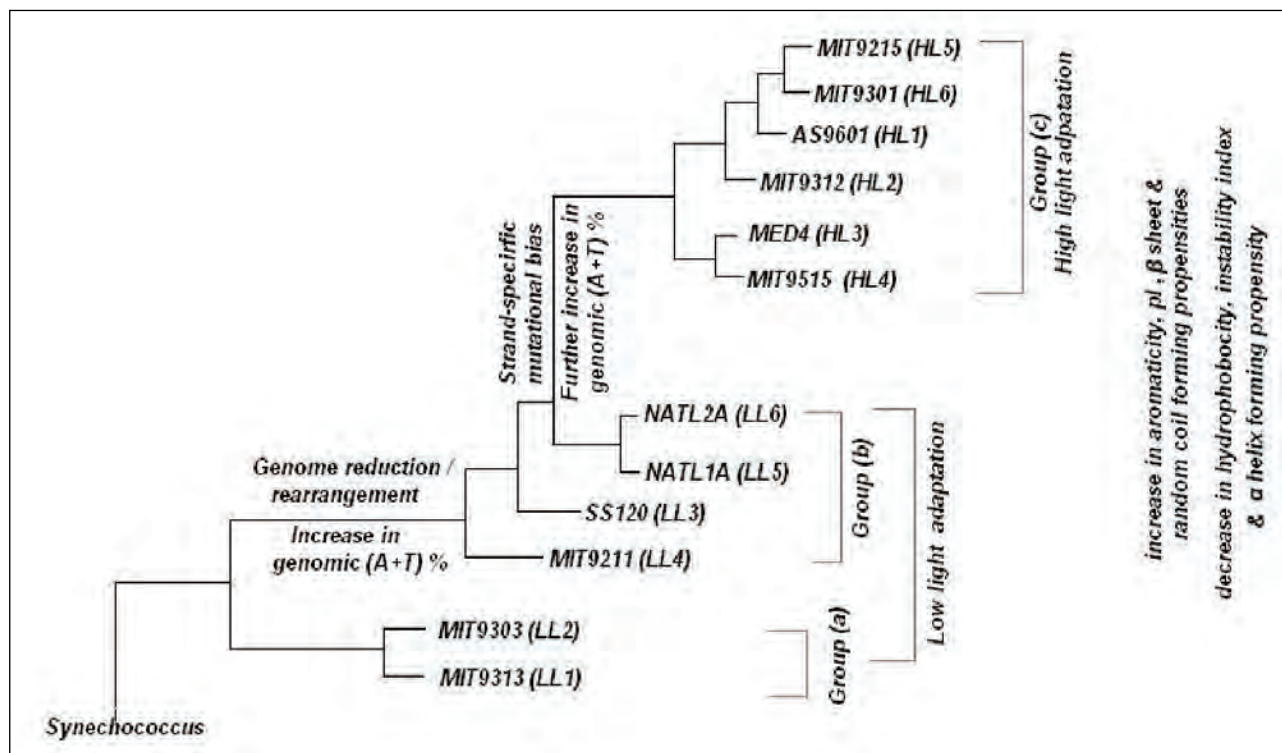 MIT9215 (HL5)
MIT9301 (HL6)
AS9601 (HL1)
MIT9312 (HL2)
MED4 (HL3)
MIT9515 (HL4)
Group (c)
High light adpatation
Strand-specirfic
mutational bias
Further increase in
genomic (A+T) %
NATL2A (LL6)
NATL1A (LL5)
SS120 (LL3)
MIT9211 (LL4)
Group (b)
Low light adaptation
Genome reduction /
rearrangement
Increase in
genomic (A+T) %
MIT9303 (LL2)
MIT9313 (LL1)
Group (a)
Synechococcus
increase in aromaticity, pI , β sheet &
random coil forming propensities
decrease in hydrophobocity, instability index
& α helix forming propensity